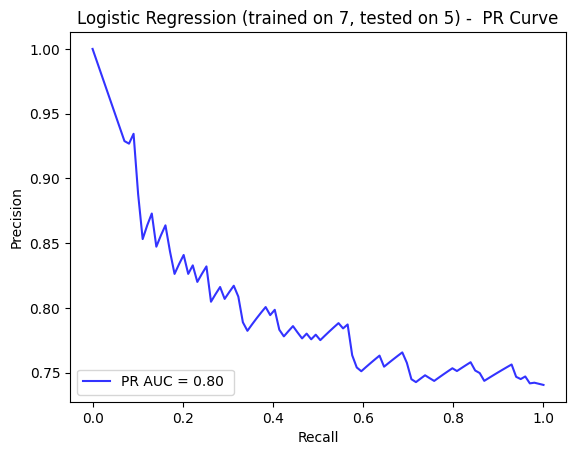 Logistic Regression (trained on 7, tested on 5) -  PR Curve
1.00
0.95
0.90
0.85
0.80
0.75
Precision
PR AUC = 0.80
0.0 0.2 0.4 0.6 0.8 1.0
Recall